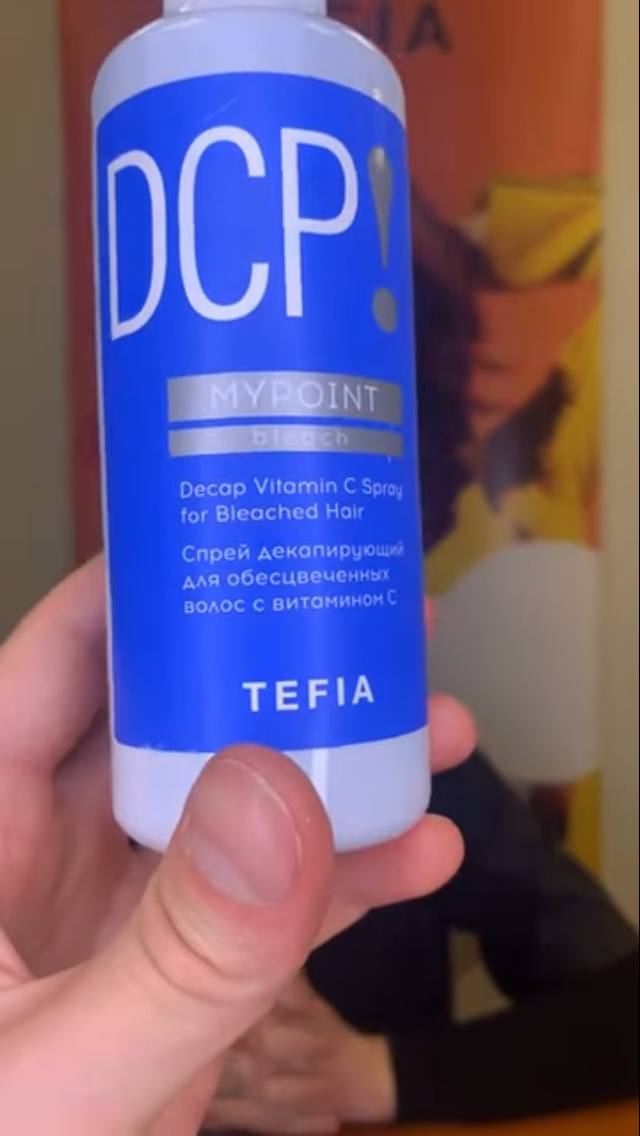 DCP!
MYPOINT
bleach
Decap Vitamin C Spray
for Bleached Hair
Спрей декапирующий
для обесцвеченных
волос с витамином С
TEFIA